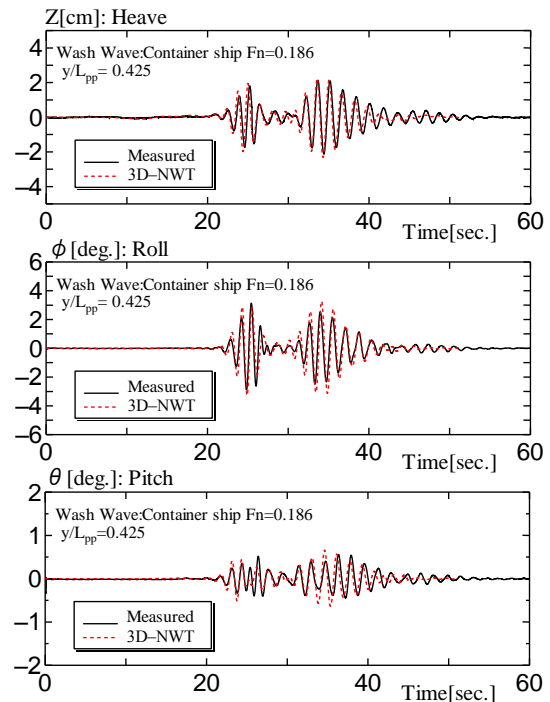 Z[cm]: Heave
4
2
0
−2
−4
Wash Wave:Container ship Fn=0.186
y/Lpp= 0.425
Measured
3D−NWT
0 20 40 60
Time[sec.]
ϕ[deg.]: Roll
6
4
2
0
−2
−4
−6
Wash Wave:Container ship Fn=0.186
y/Lpp= 0.425
Measured
3D−NWT
0 20 40 60
Time[sec.]
θ[deg.]: Pitch
2
1
0
−1
−2
Wash Wave:Container ship Fn=0.186
y/Lpp=0.425
Measured
3D−NWT
0 20 40 60
Time[sec.]